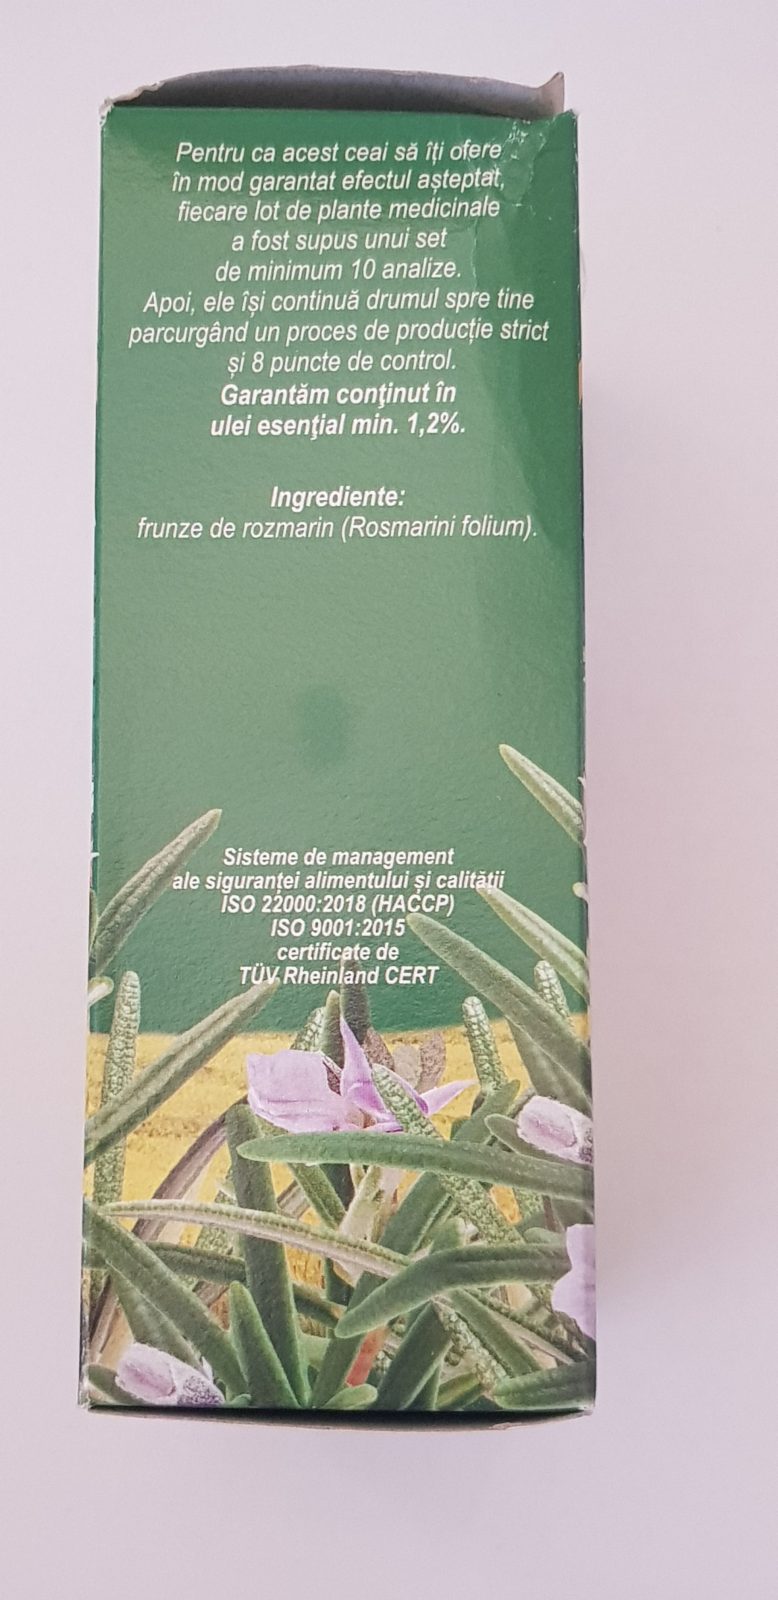 Pentru ca acest ceai să îți ofere
în mod garantat efectul așteptat,
fiecare lot de plante medicinale
a fost supus unui set
de minimum 10 analize.
Apoi, ele își continuă drumul spre tine
parcurgând un proces de producție strict
și 8 puncte de control.
Garantăm conţinut în
ulei esenţial min. 1,2%.
Ingrediente:
frunze de rozmarin (Rosmarini folium).
Sisteme de management
ale siguranței alimentului și calității
ISO 22000:2018 (HACCP)
ISO 9001:2015
certificate de
TÜV Rheinland CERT